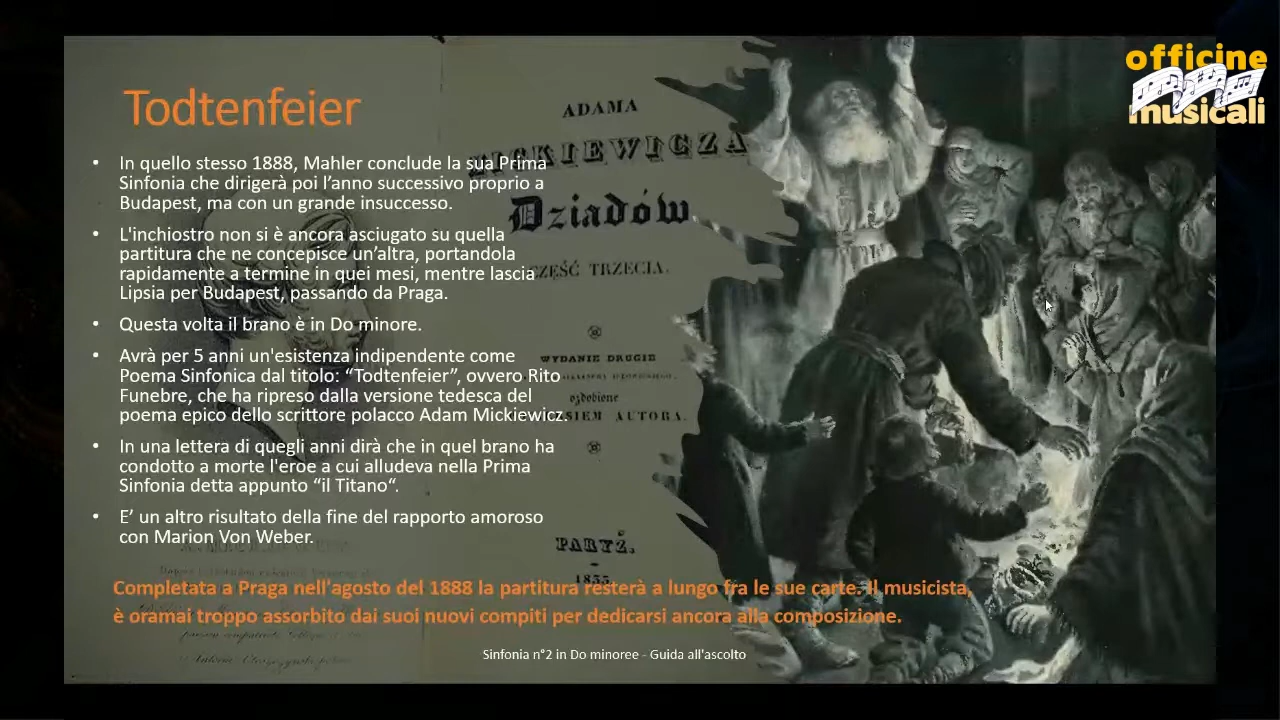 officine
musicali
Todtenfeier
• In quello stesso 1888, Mahler conclude la sua Prima
Sinfonia che dirigerà poi l’anno successivo proprio a
Budapest, ma con un grande insuccesso.
• L'inchiostro non si è ancora asciugato su quella
partitura che ne concepisce un’altra, portandola
rapidamente a termine in quei mesi, mentre lascia
Lipsia per Budapest, passando da Praga.
• Questa volta il brano è in Do minore.
• Avrà per 5 anni un'esistenza indipendente come
Poema Sinfonica dal titolo: “Todtenfeier”, ovvero Rito
Funebre, che ha ripreso dalla versione tedesca del
poema epico dello scrittore polacco Adam Mickiewicz.
• In una lettera di quegli anni dirà che in quel brano ha
condotto a morte l'eroe a cui alludeva nella Prima
Sinfonia detta appunto “il Titano“.
• E’ un altro risultato della fine del rapporto amoroso
con Marion Von Weber.
Completata a Praga nell'agosto del 1888 la partitura resterà a lungo fra le sue carte. Il musicista,
è oramai troppo assorbito dai suoi nuovi compiti per dedicarsi ancora alla composizione.
Sinfonia n°2 in Do minoree - Guida all'ascolto
ADAMA
Dziadów
CZĘŚĆ TRZECIA.
WYDANIE DRUGIE
ozdobione
AUTORA.
PARYŻ.